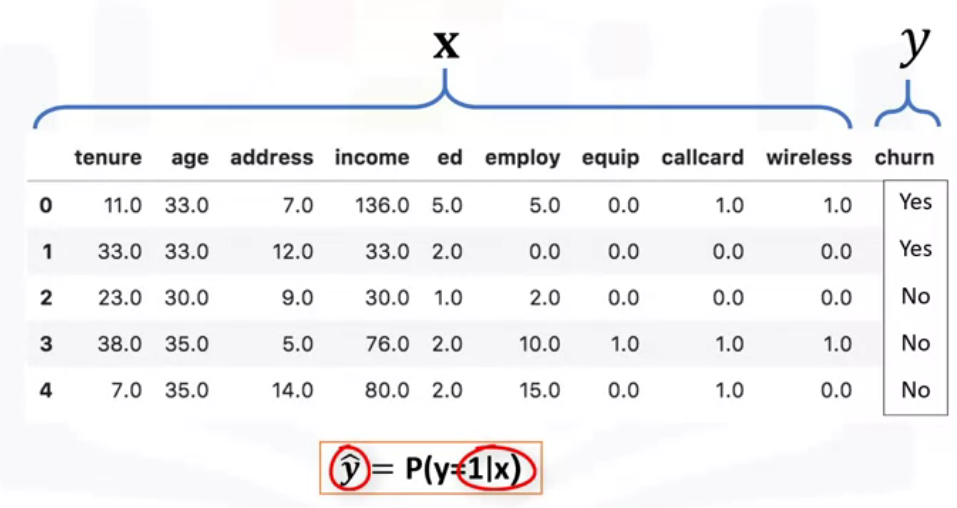 x y
tenure age address income ed employ equip callcard wireless churn
0 11.0 33.0 7.0 136.0 5.0 5.0 0.0 1.0 1.0 Yes
1 33.0 33.0 12.0 33.0 2.0 0.0 0.0 0.0 0.0 Yes
2 23.0 30.0 9.0 30.0 1.0 2.0 0.0 0.0 0.0 No
3 38.0 35.0 5.0 76.0 2.0 10.0 1.0 1.0 1.0 No
4 7.0 35.0 14.0 80.0 2.0 15.0 0.0 1.0 0.0 No
ŷ = P(y=1|x)